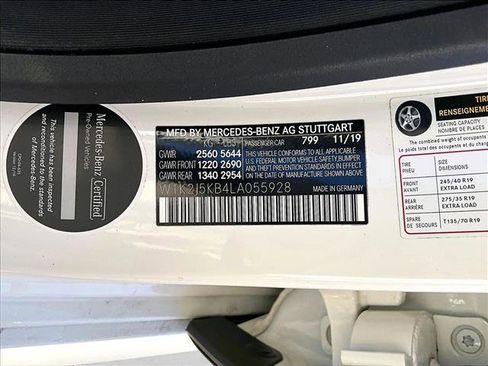 Mercedes-Benz Certified
Pre-Owned Vehicles
This vehicle has been inspected
and reconditioned to the standards
of Mercedes-Benz.
MFD BY MERCEDES-BENZ AG STUTTGART
KG LBS PASSENGER CAR 799 11/19
GVWR 2560 5644
GAWR FRONT 1220 2690
GAWR REAR 1340 2954
THIS VEHICLE CONFORMS TO ALL APPLICABLE
U.S. FEDERAL MOTOR VEHICLE SAFETY, BUMPER
AND THEFT PREVENTION STANDARDS IN EFFECT
ON THE DATE OF MANUFACTURE SHOWN ABOVE.
W1K2J5KB4LA055928 MADE IN GERMANY
TIRE
RENSEIGNEMEN
SEATING CAPACITY
NOMBRE DE PLACES
The combined weight of
TIRE
PNEU
SIZE
DIMENSIONS
FRONT
AVANT
245/40 R19
EXTRA LOAD
REAR
ARRIÈRE
275/35 R19
EXTRA LOAD
SPARE
DE SECOURS
T135/70 R19